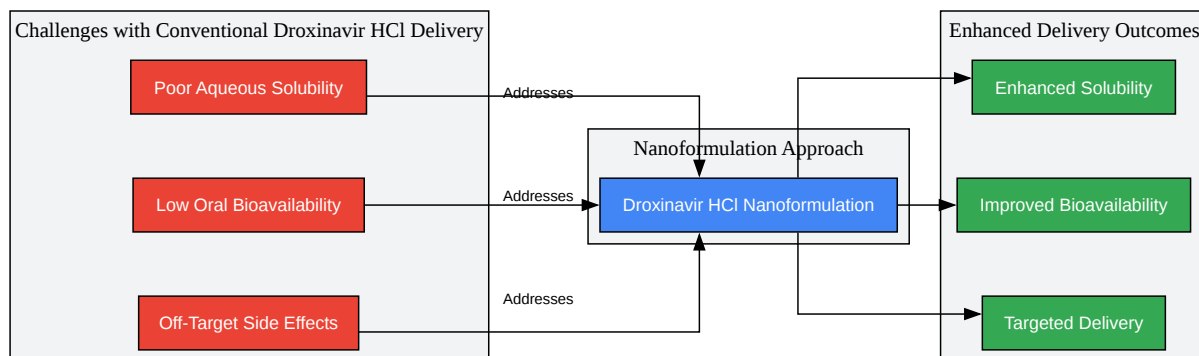 Challenges with Conventional Droxinavir HCl Delivery
Poor Aqueous Solubility
Low Oral Bioavailability
Off-Target Side Effects
Addresses
Addresses
Addresses
Nanoformulation Approach
Droxinavir HCl Nanoformulation
Enhanced Delivery Outcomes
Enhanced Solubility
Improved Bioavailability
Targeted Delivery